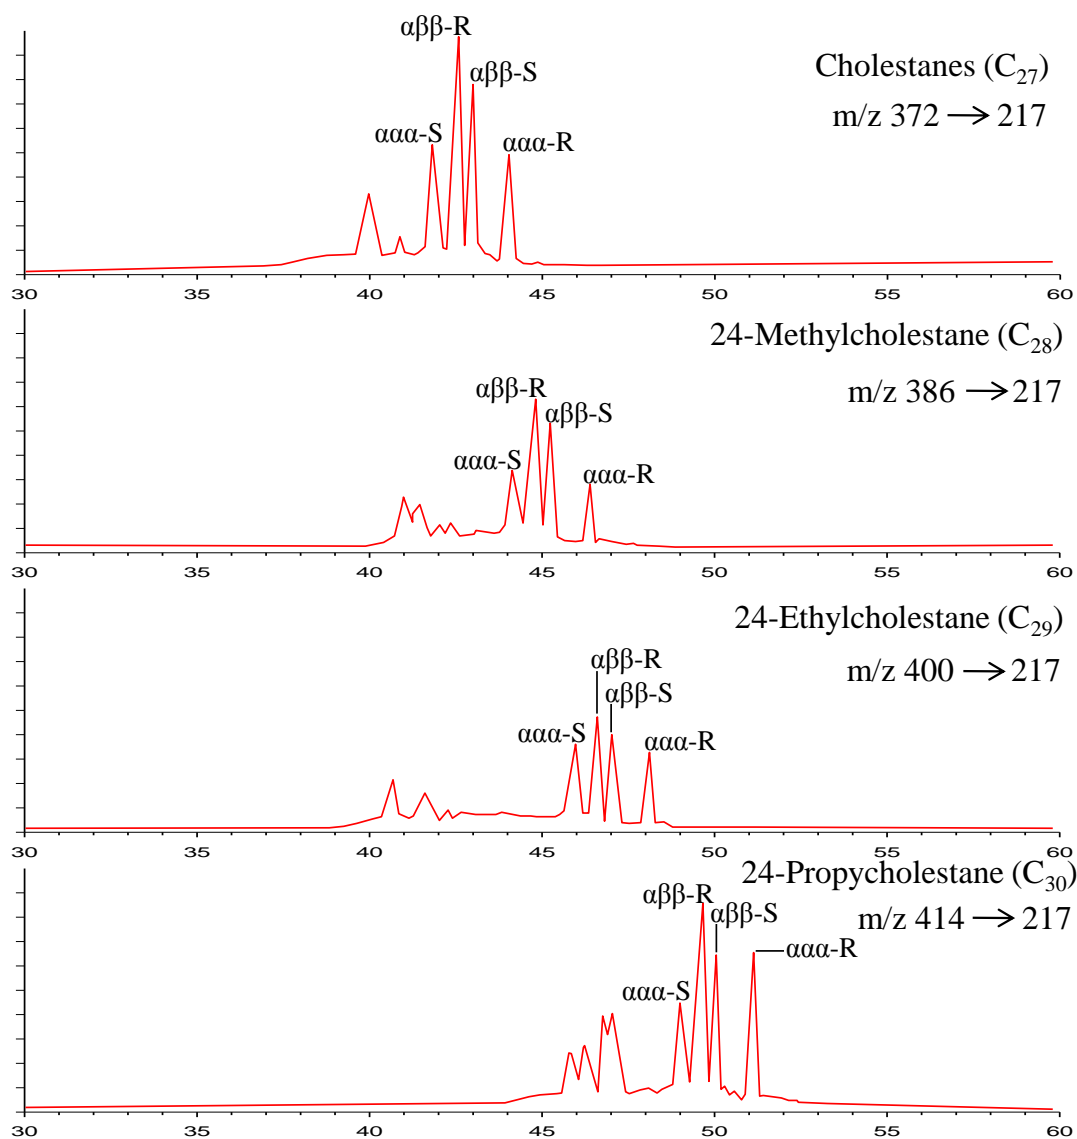 αββ-R
Cholestanes (C₂₇)
αββ-S
m/z 372 → 217
ααα-S
ααα-R
30 35 40 45 50 55 60
24-Methylcholestane (C₂₈)
αββ-R
m/z 386 → 217
αββ-S
ααα-S
ααα-R
30 35 40 45 50 55 60
24-Ethylcholestane (C₂₉)
αββ-R
m/z 400 → 217
αββ-S
ααα-S
ααα-R
30 35 40 45 50 55 60
24-Propycholestane (C₃₀)
αββ-R
αββ-S
m/z 414 → 217
ααα-R
ααα-S
30 35 40 45 50 55 60